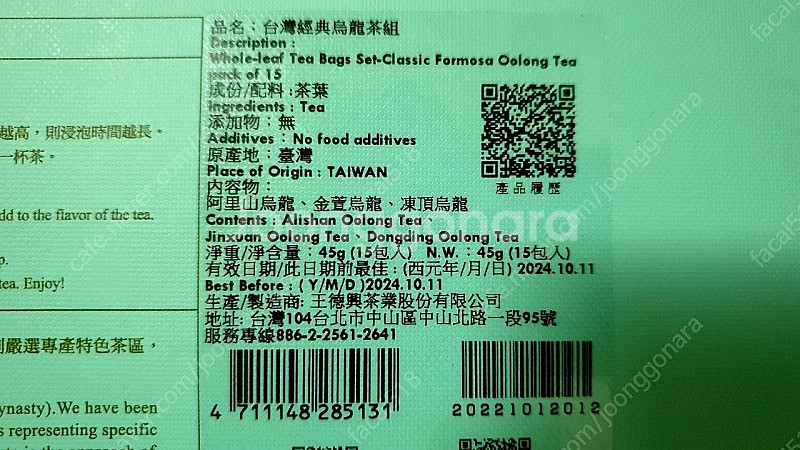 越高，則浸泡時間越長。
一杯茶。
dd to the flavor of the tea.
p.
tea. Enjoy!
嚴選專產特色茶區，
ynasty).We have been
s representing specific
品名：台灣經典烏龍茶組
Description :
Whole-leaf Tea Bags Set-Classic Formosa Oolong Tea
pack of 15
成份/配料 :茶葉
Ingredients : Tea
添加物：無
Additives : No food additives
原產地：臺灣
Place of Origin : TAIWAN
內容物：
阿里山烏龍、金萱烏龍、凍頂烏龍
Contents : Alishan Oolong Tea、
Jinxuan Oolong Tea、Dongding Oolong Tea
淨重/淨含量：45g (15包入) N.W.：45g (15包入)
有效日期/此日期前最佳 : (西元年/月/日) 2024.10.11
Best Before : ( Y/M/D )2024.10.11
生產/製造商: 王德興茶業股份有限公司
地址: 台灣104台北市中山區中山北路一段95號
服務專線886-2-2561-2641
產品履歷
4 711148 285131
20221012012
joonggonara
cafe.naver.com/joonggonara